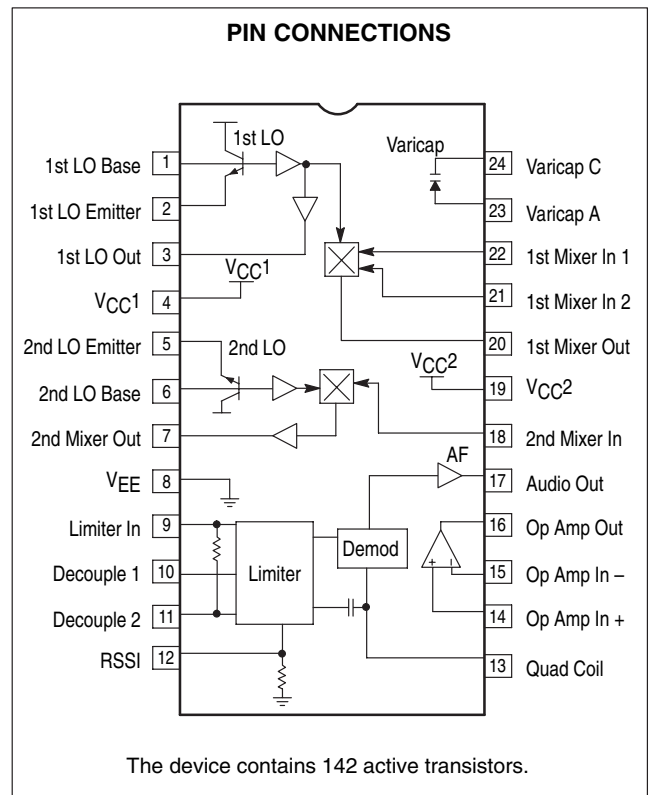 PIN CONNECTIONS
1st LO
Varicap
1st LO Base 1
24 Varicap C
1st LO Emitter 2
23 Varicap A
1st LO Out 3
22 1st Mixer In 1
VCC1
VCC1 4
21 1st Mixer In 2
2nd LO Emitter 5
20 1st Mixer Out
2nd LO
VCC2
2nd LO Base 6
19 VCC2
2nd Mixer Out 7
18 2nd Mixer In
AF
VEE 8
17 Audio Out
Limiter In 9
16 Op Amp Out
Demod
Decouple 1 10
Limiter
+ –
15 Op Amp In –
Decouple 2 11
14 Op Amp In +
RSSI 12
13 Quad Coil
The device contains 142 active transistors.